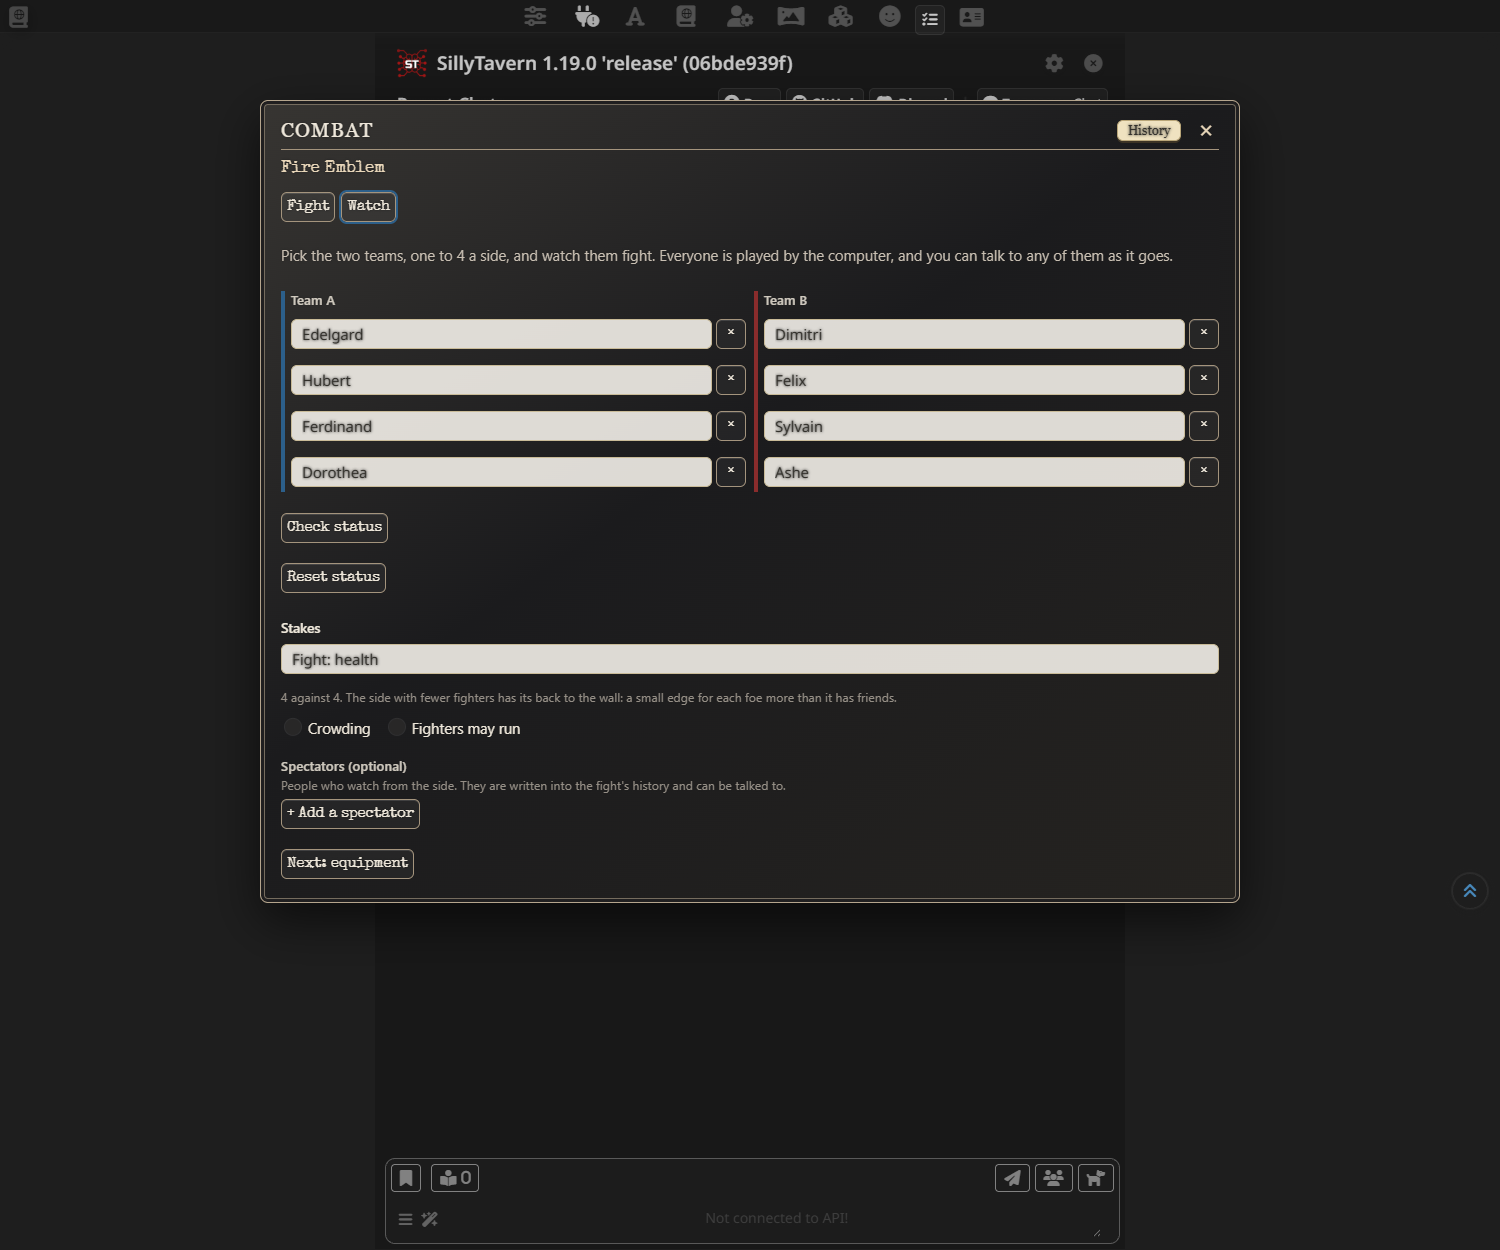 SillyTavern 1.19.0 'release' (06bde939f)
COMBAT
History
Fire Emblem
Fight
Watch
Pick the two teams, one to 4 a side, and watch them fight. Everyone is played by the computer, and you can talk to any of them as it goes.
Team A
Team B
Edelgard
Dimitri
Hubert
Felix
Ferdinand
Sylvain
Dorothea
Ashe
Check status
Reset status
Stakes
Fight: health
4 against 4. The side with fewer fighters has its back to the wall: a small edge for each foe more than it has friends.
Crowding
Fighters may run
Spectators (optional)
People who watch from the side. They are written into the fight's history and can be talked to.
+ Add a spectator
Next: equipment
0
Not connected to API!